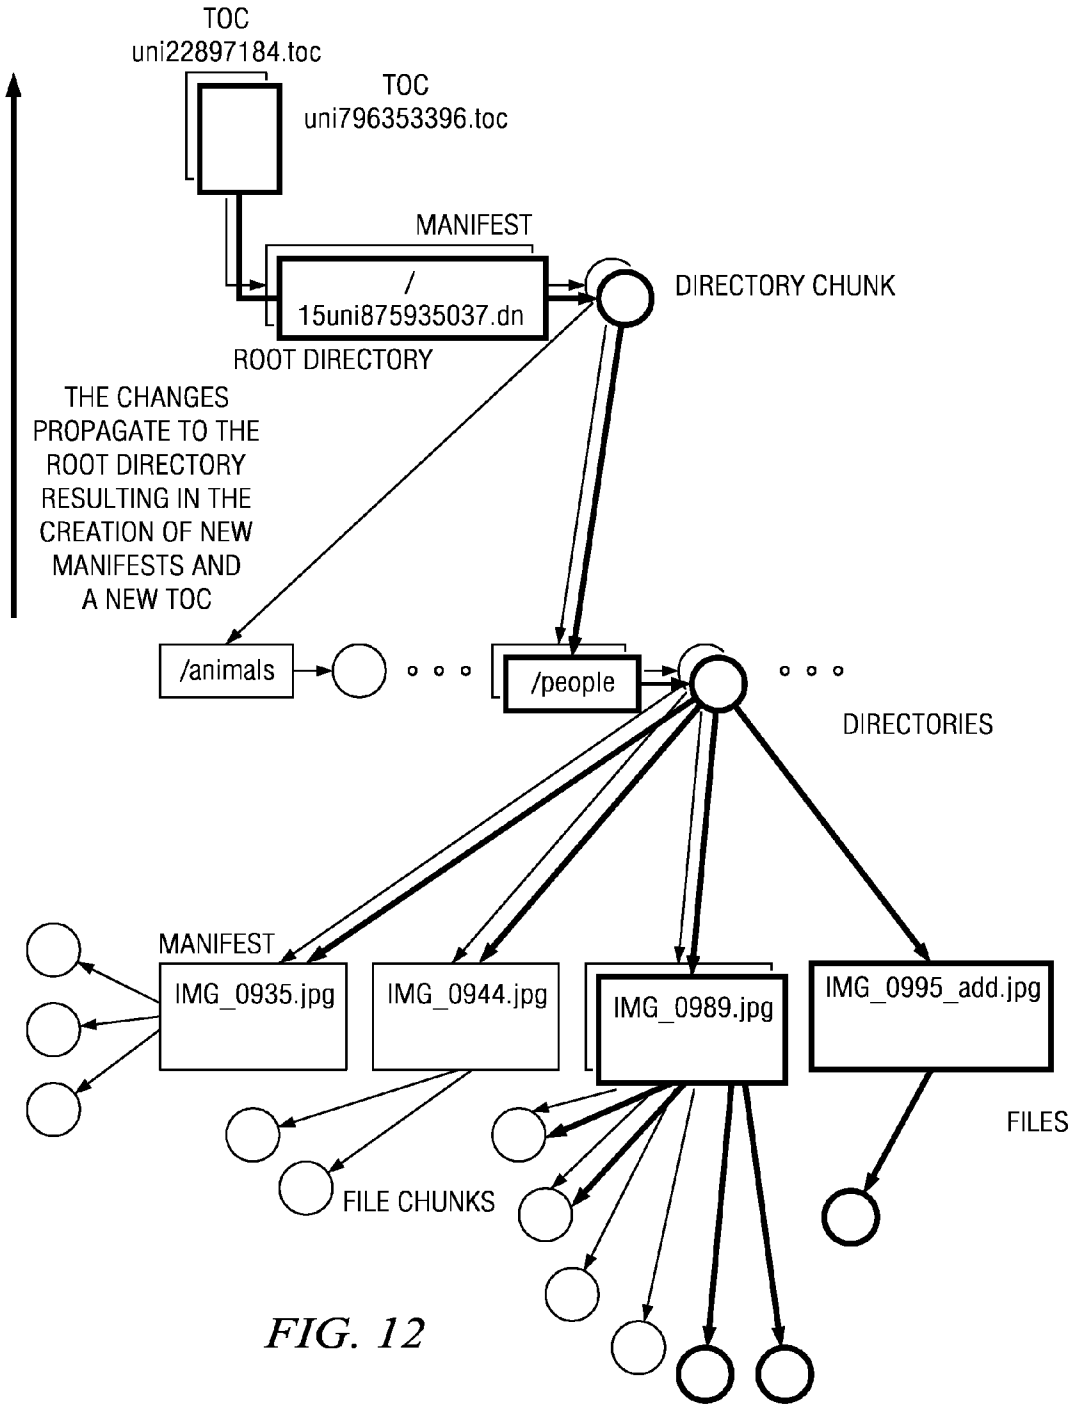 TOC
uni22897184.toc
TOC
uni796353396.toc
MANIFEST
/
15uni875935037.dn
DIRECTORY CHUNK
ROOT DIRECTORY
THE CHANGES
PROPAGATE TO THE
ROOT DIRECTORY
RESULTING IN THE
CREATION OF NEW
MANIFESTS AND
A NEW TOC
/animals
/people
DIRECTORIES
MANIFEST
IMG_0935.jpg
IMG_0944.jpg
IMG_0989.jpg
IMG_0995_add.jpg
FILES
FILE CHUNKS
FIG. 12